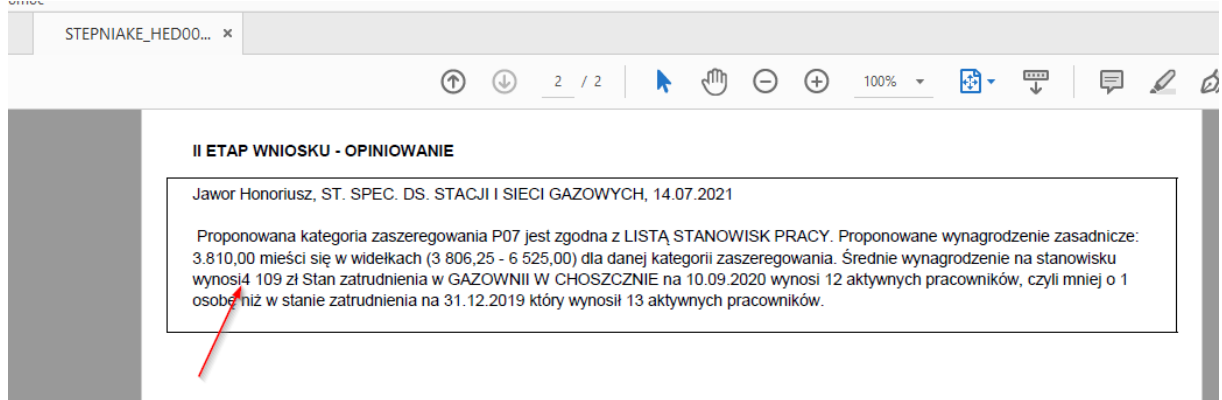 STEPNIAKE_HED00... ×
2 / 2 100%
II ETAP WNIOSKU - OPINIOWANIE
Jawor Honoriusz, ST. SPEC. DS. STACJI I SIECI GAZOWYCH, 14.07.2021
Proponowana kategoria zaszeregowania P07 jest zgodna z LISTĄ STANOWISK PRACY. Proponowane wynagrodzenie zasadnicze:
3.810,00 mieści się w widełkach (3 806,25 - 6 525,00) dla danej kategorii zaszeregowania. Średnie wynagrodzenie na stanowisku
wynosi4 109 zł Stan zatrudnienia w GAZOWNII W CHOSZCZNIE na 10.09.2020 wynosi 12 aktywnych pracowników, czyli mniej o 1
osobę niż w stanie zatrudnienia na 31.12.2019 który wynosił 13 aktywnych pracowników.